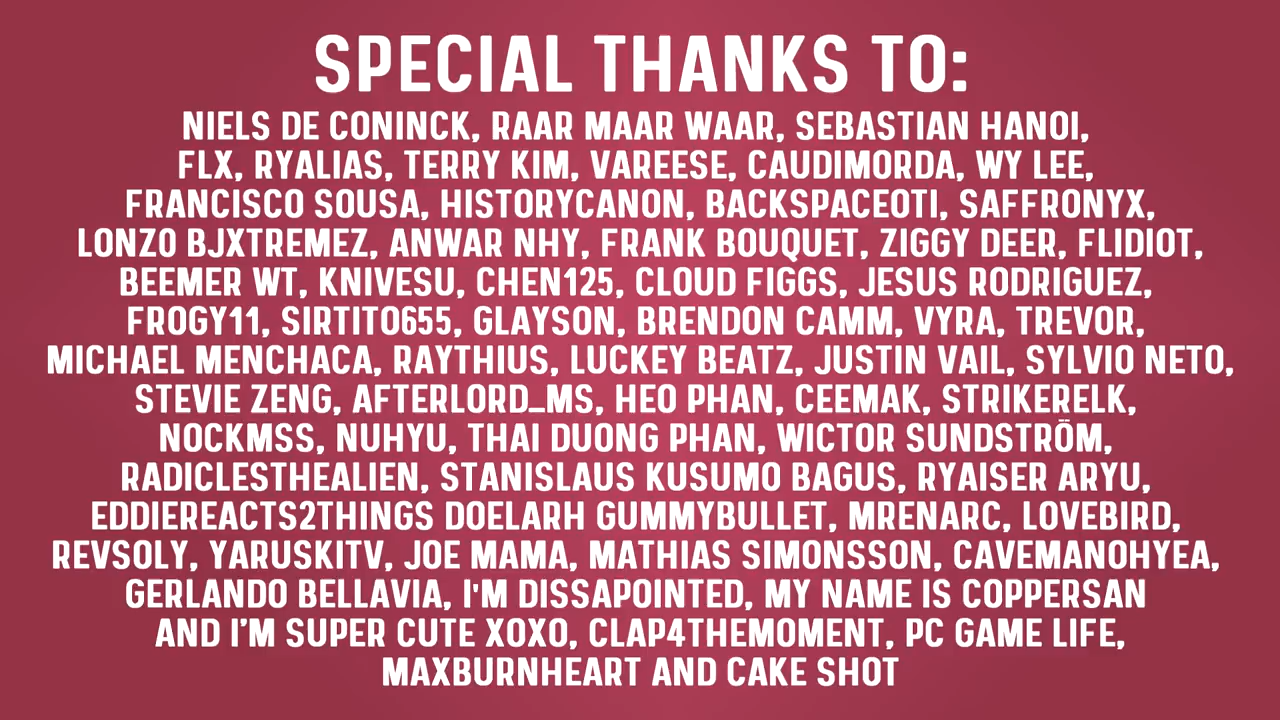 SPECIAL THANKS TO:
NIELS DE CONINCK, RAAR MAAR WAAR, SEBASTIAN HANOI,
FLX, RYALIAS, TERRY KIM, VAREESE, CAUDIMORDA, WY LEE,
FRANCISCO SOUSA, HISTORYCANON, BACKSPACEOTI, SAFFRONYX,
LONZO BJXTREMEZ, ANWAR NHY, FRANK BOUQUET, ZIGGY DEER, FLIDIOT,
BEEMER WT, KNIVESU, CHEN125, CLOUD FIGGS, JESUS RODRIGUEZ,
FROGY11, SIRTITO655, GLAYSON, BRENDON CAMM, VYRA, TREVOR,
MICHAEL MENCHACA, RAYTHIUS, LUCKEY BEATZ, JUSTIN VAIL, SYLVIO NETO,
STEVIE ZENG, AFTERLORD_MS, HEO PHAN, CEEMAK, STRIKERELK,
NOCKMSS, NUHYU, THAI DUONG PHAN, WICTOR SUNDSTRÖM,
RADICLESTHEALIEN, STANISLAUS KUSUMO BAGUS, RYAISER ARYU,
EDDIEREACTS2THINGS DOELARH GUMMYBULLET, MRENARC, LOVEBIRD,
REVSOLY, YARUSKITV, JOE MAMA, MATHIAS SIMONSSON, CAVEMANOHYEA,
GERLANDO BELLAVIA, I'M DISSAPOINTED, MY NAME IS COPPERSAN
AND I’M SUPER CUTE XOXO, CLAP4THEMOMENT, PC GAME LIFE,
MAXBURNHEART AND CAKE SHOT